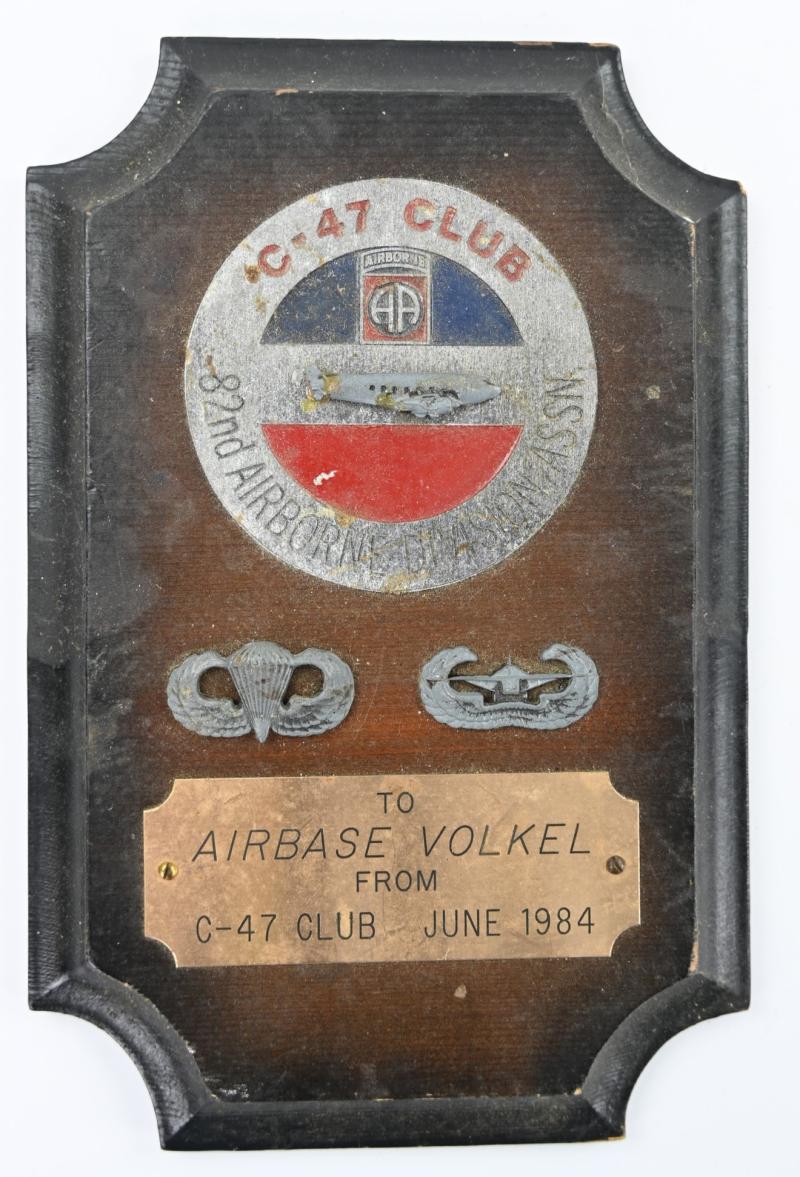 C-47 CLUB
AIRBORNE
AA
82nd AIRBORNE DIVISION ASSN.
TO
AIRBASE VOLKEL
FROM
C-47 CLUB JUNE 1984